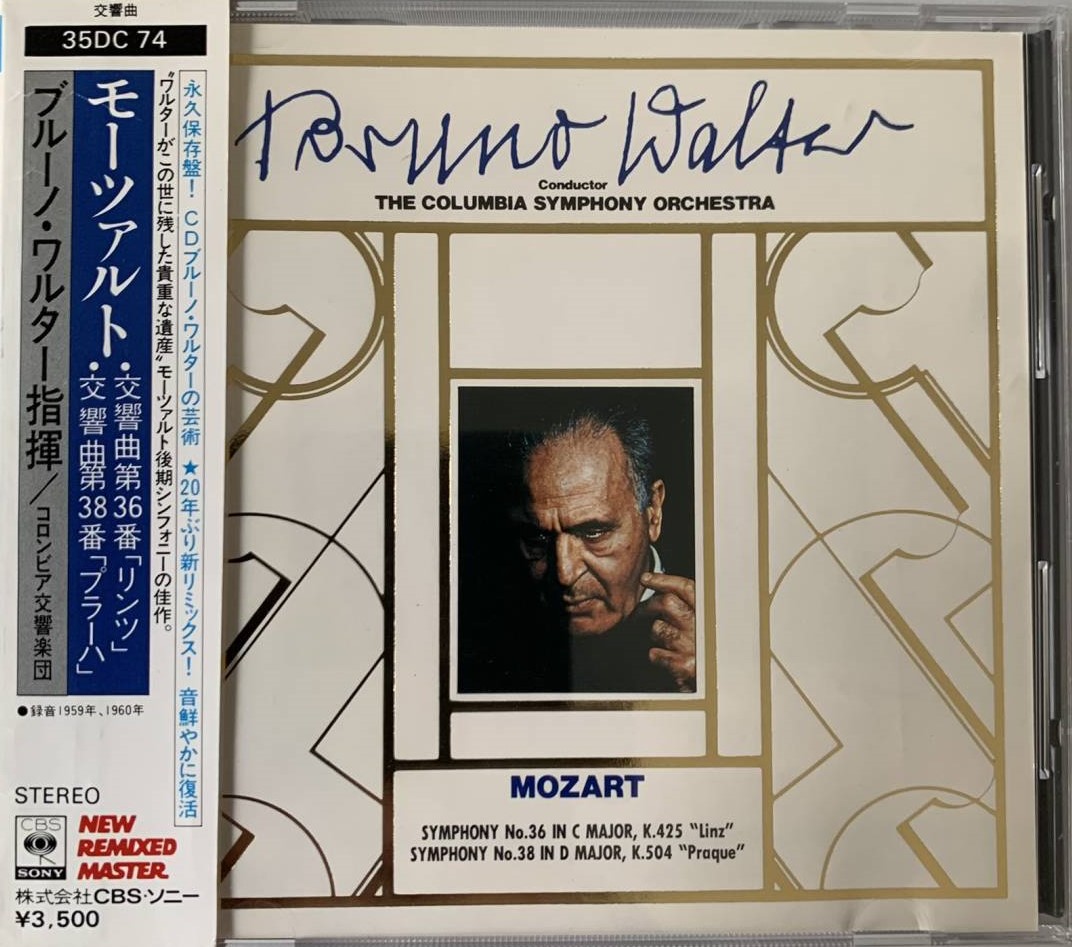 交響曲
35DC 74
永久保存盤! CDブルーノ・ワルターの芸術 ★20年ぶり新リミックス! 音鮮やかに復活
"ワルターがこの世に残した貴重な遺産"モーツァルト後期シンフォニーの佳作。
モーツァルト
・交響曲第36番「リンツ」
・交響曲第38番「プラーハ」
ブルーノ・ワルター指揮/コロンビア交響楽団
●録音1959年、1960年
STEREO
CBS
SONY
NEW
REMIXED
MASTER
株式会社CBS・ソニー
¥3,500
Bruno Walter
Conductor
THE COLUMBIA SYMPHONY ORCHESTRA
MOZART
SYMPHONY No.36 IN C MAJOR, K.425 "Linz"
SYMPHONY No.38 IN D MAJOR, K.504 "Praque"